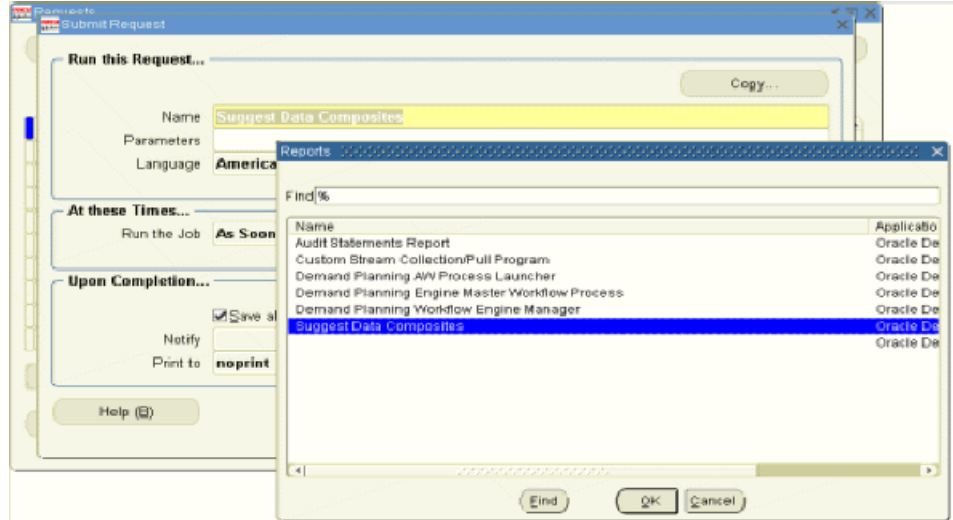 Requests
Submit Request
Run this Request...
Copy...
Name Suggest Data Composites
Parameters
Language America
At these Times...
Run the Job As Soon
Upon Completion...
Save al
Notify
Print to noprint
Help (B)
Reports
Find %
Name Applicatio
Audit Statements Report Oracle De
Custom Stream Collection/Pull Program Oracle De
Demand Planning AW Process Launcher Oracle De
Demand Planning Engine Master Workflow Process Oracle De
Demand Planning Workflow Engine Manager Oracle De
Suggest Data Composites Oracle De
Oracle De
Find OK Cancel